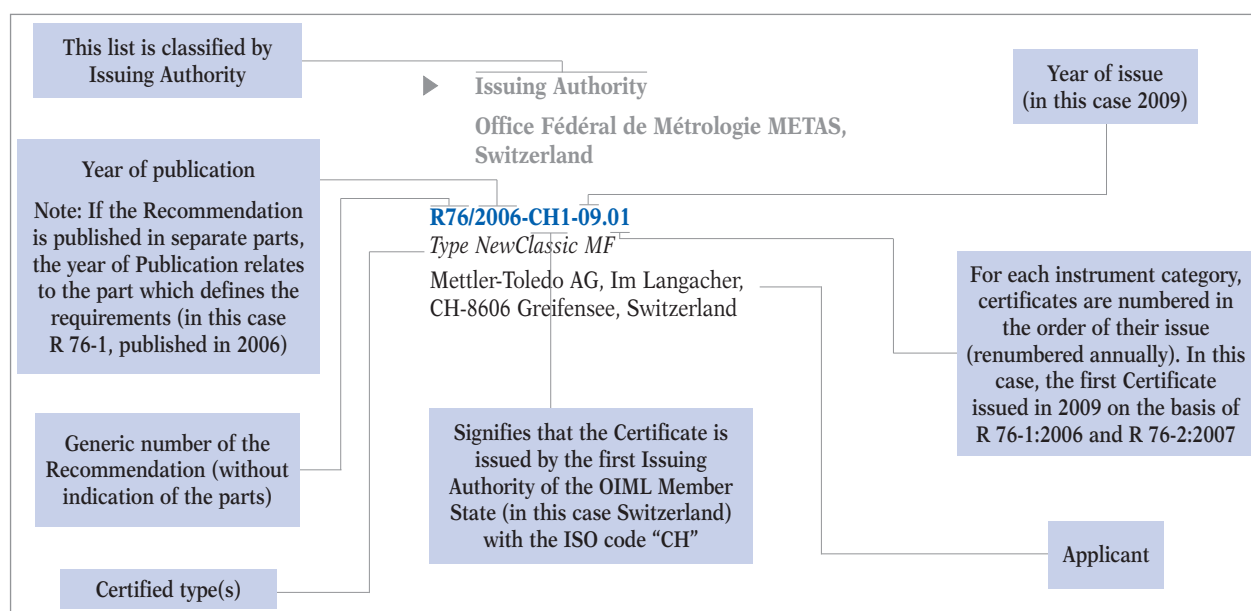 This list is classified by
Issuing Authority
Issuing Authority
Office Fédéral de Métrologie METAS,
Switzerland
Year of issue
(in this case 2009)
Year of publication
Note: If the Recommendation
is published in separate parts,
the year of Publication relates
to the part which defines the
requirements (in this case
R 76-1, published in 2006)
R76/2006-CH1-09.01
Type NewClassic MF
Mettler-Toledo AG, Im Langacher,
CH-8606 Greifensee, Switzerland
For each instrument category,
certificates are numbered in
the order of their issue
(renumbered annually). In this
case, the first Certificate
issued in 2009 on the basis of
R 76-1:2006 and R 76-2:2007
Generic number of the
Recommendation (without
indication of the parts)
Signifies that the Certificate is
issued by the first Issuing
Authority of the OIML Member
State (in this case Switzerland)
with the ISO code “CH”
Applicant
Certified type(s)